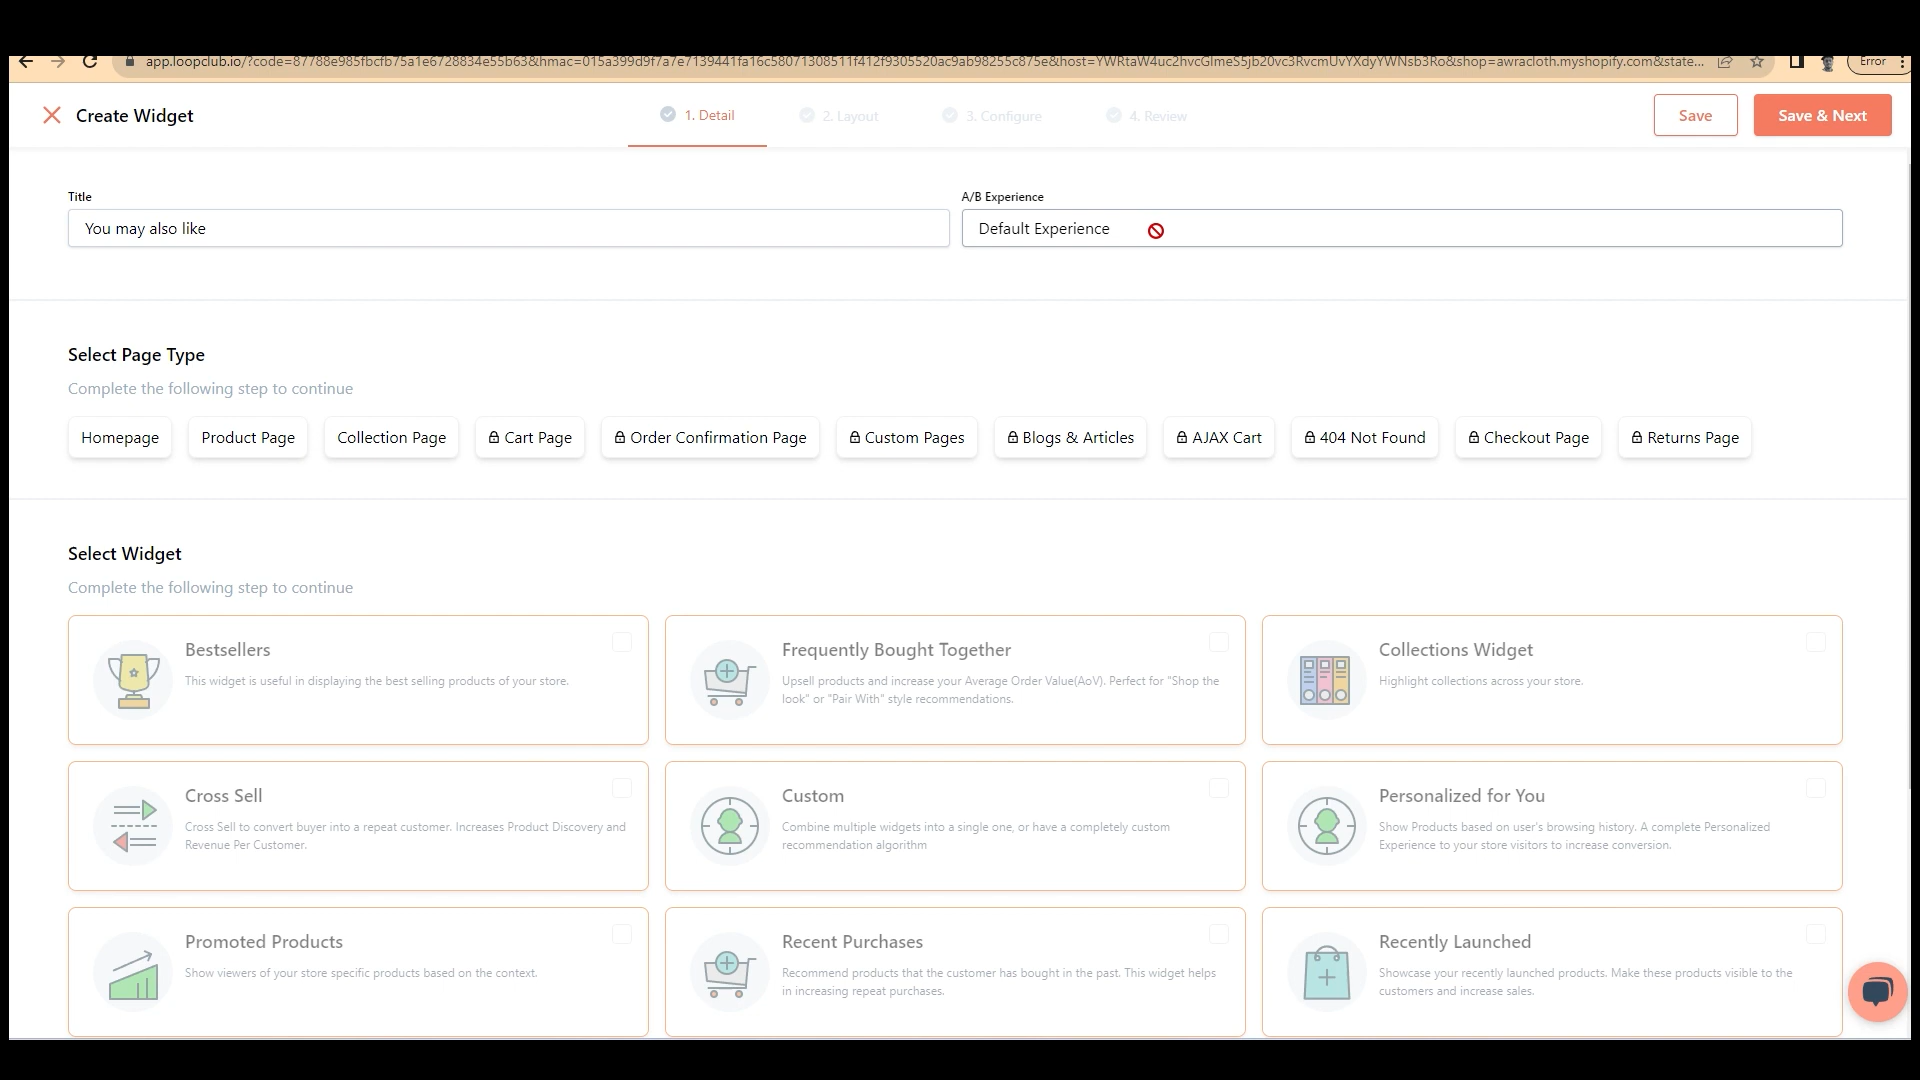 app.loopclub.io/?code=87788e985fbcfb75a1e6728834e55b63&hmac=015a399d9f7a7e7139441fa16c58071308511f412f9305520ac9ab98255c875e&host=YWRtaW4uc2hvcGlmeS5jb20vc3RvcmUvYXdyYWNsb3Ro&shop=awracloth.myshopify.com&state...
Error
Create Widget
1. Detail
2. Layout
3. Configure
4. Review
Save
Save & Next
Title
A/B Experience
You may also like
Default Experience
Select Page Type
Complete the following step to continue
Homepage
Product Page
Collection Page
Cart Page
Order Confirmation Page
Custom Pages
Blogs & Articles
AJAX Cart
404 Not Found
Checkout Page
Returns Page
Select Widget
Complete the following step to continue
Bestsellers
This widget is useful in displaying the best selling products of your store.
Frequently Bought Together
Upsell products and increase your Average Order Value(AoV). Perfect for "Shop the
look" or "Pair With" style recommendations.
Collections Widget
Highlight collections across your store.
Cross Sell
Cross Sell to convert buyer into a repeat customer. Increases Product Discovery and
Revenue Per Customer.
Custom
Combine multiple widgets into a single one, or have a completely custom
recommendation algorithm
Personalized for You
Show Products based on user's browsing history. A complete Personalized
Experience to your store visitors to increase conversion.
Promoted Products
Show viewers of your store specific products based on the context.
Recent Purchases
Recommend products that the customer has bought in the past. This widget helps
in increasing repeat purchases.
Recently Launched
Showcase your recently launched products. Make these products visible to the
customers and increase sales.